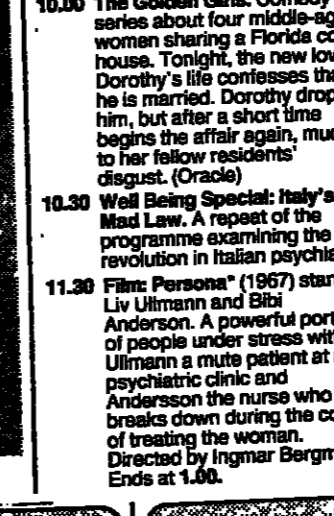 10.00 The Golden Girls. Comedy
series about four middle-ag
women sharing a Florida co
house. Tonight, the new lov
Dorothy's life confesses tha
he is married. Dorothy drop
him, but after a short time
begins the affair again, muc
to her fellow residents'
disgust. (Oracle)
10.30 Well Being Special: Italy's
Mad Law. A repeat of the
programme examining the
revolution in Italian psychia
11.30 Film: Persona* (1967) starr
Liv Ullmann and Bibi
Anderson. A powerful port
of people under stress wit
Ullmann a mute patient at
psychiatric clinic and
Andersson the nurse who
breaks down during the co
of treating the woman.
Directed by Ingmar Bergm
Ends at 1.00.